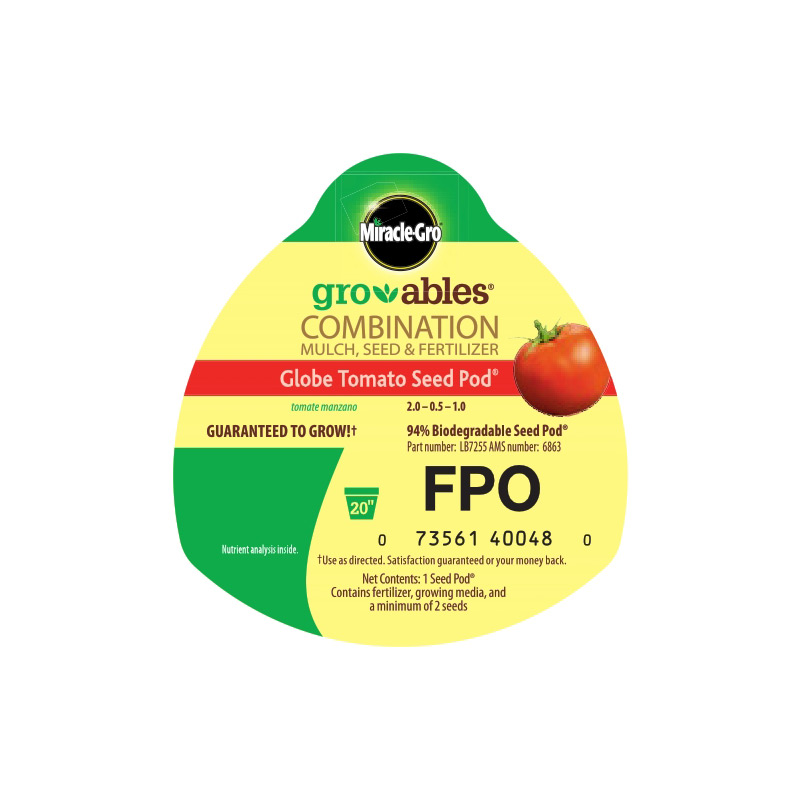 Miracle-Gro®
gro ables®
COMBINATION
MULCH, SEED & FERTILIZER
Globe Tomato Seed Pod®
tomate manzano
2.0 – 0.5 – 1.0
GUARANTEED TO GROW!†
94% Biodegradable Seed Pod®
Part number: LB7255 AMS number: 6863
FPO
20"
0 73561 40048 0
Nutrient analysis inside.
†Use as directed. Satisfaction guaranteed or your money back.
Net Contents: 1 Seed Pod®
Contains fertilizer, growing media, and
a minimum of 2 seeds